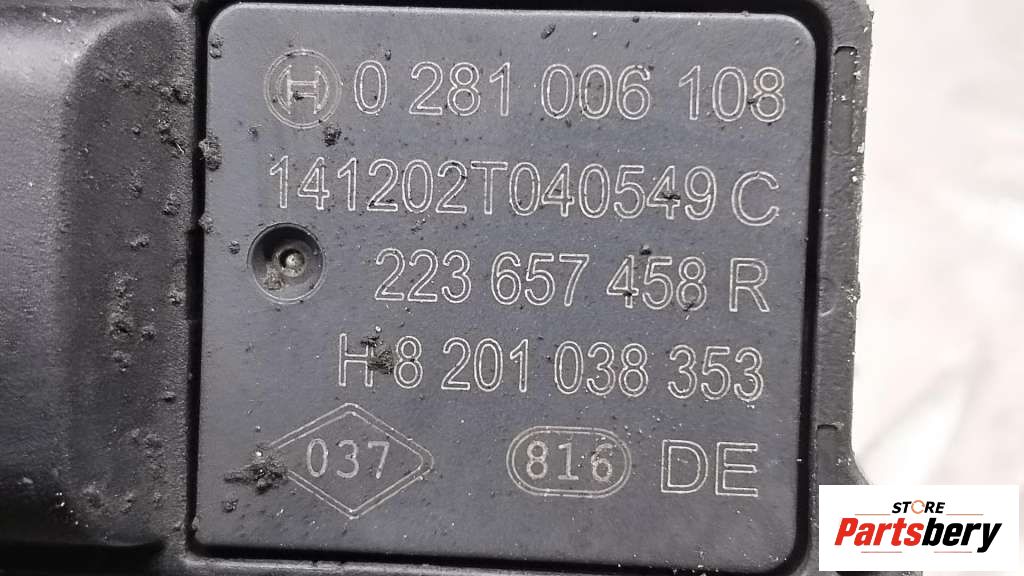 0 281 006 108
141202T040549 C
223 657 458 R
H 8 201 038 353
037 816 DE
STORE
Partsbery